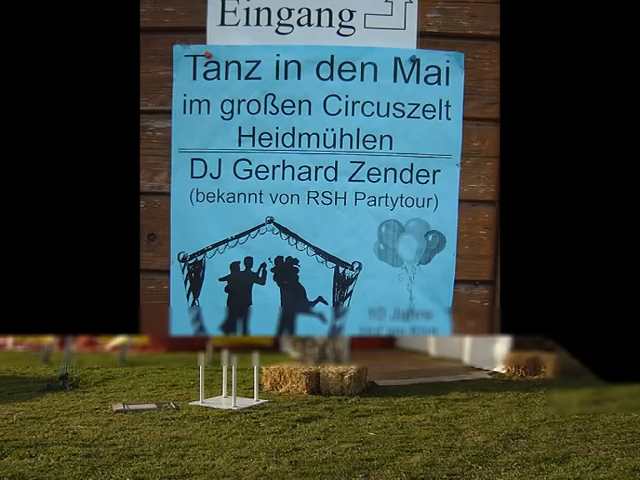 Eingang
Tanz in den Mai
im großen Circuszelt
Heidmühlen
DJ Gerhard Zender
(bekannt von RSH Partytour)
10 Jahre